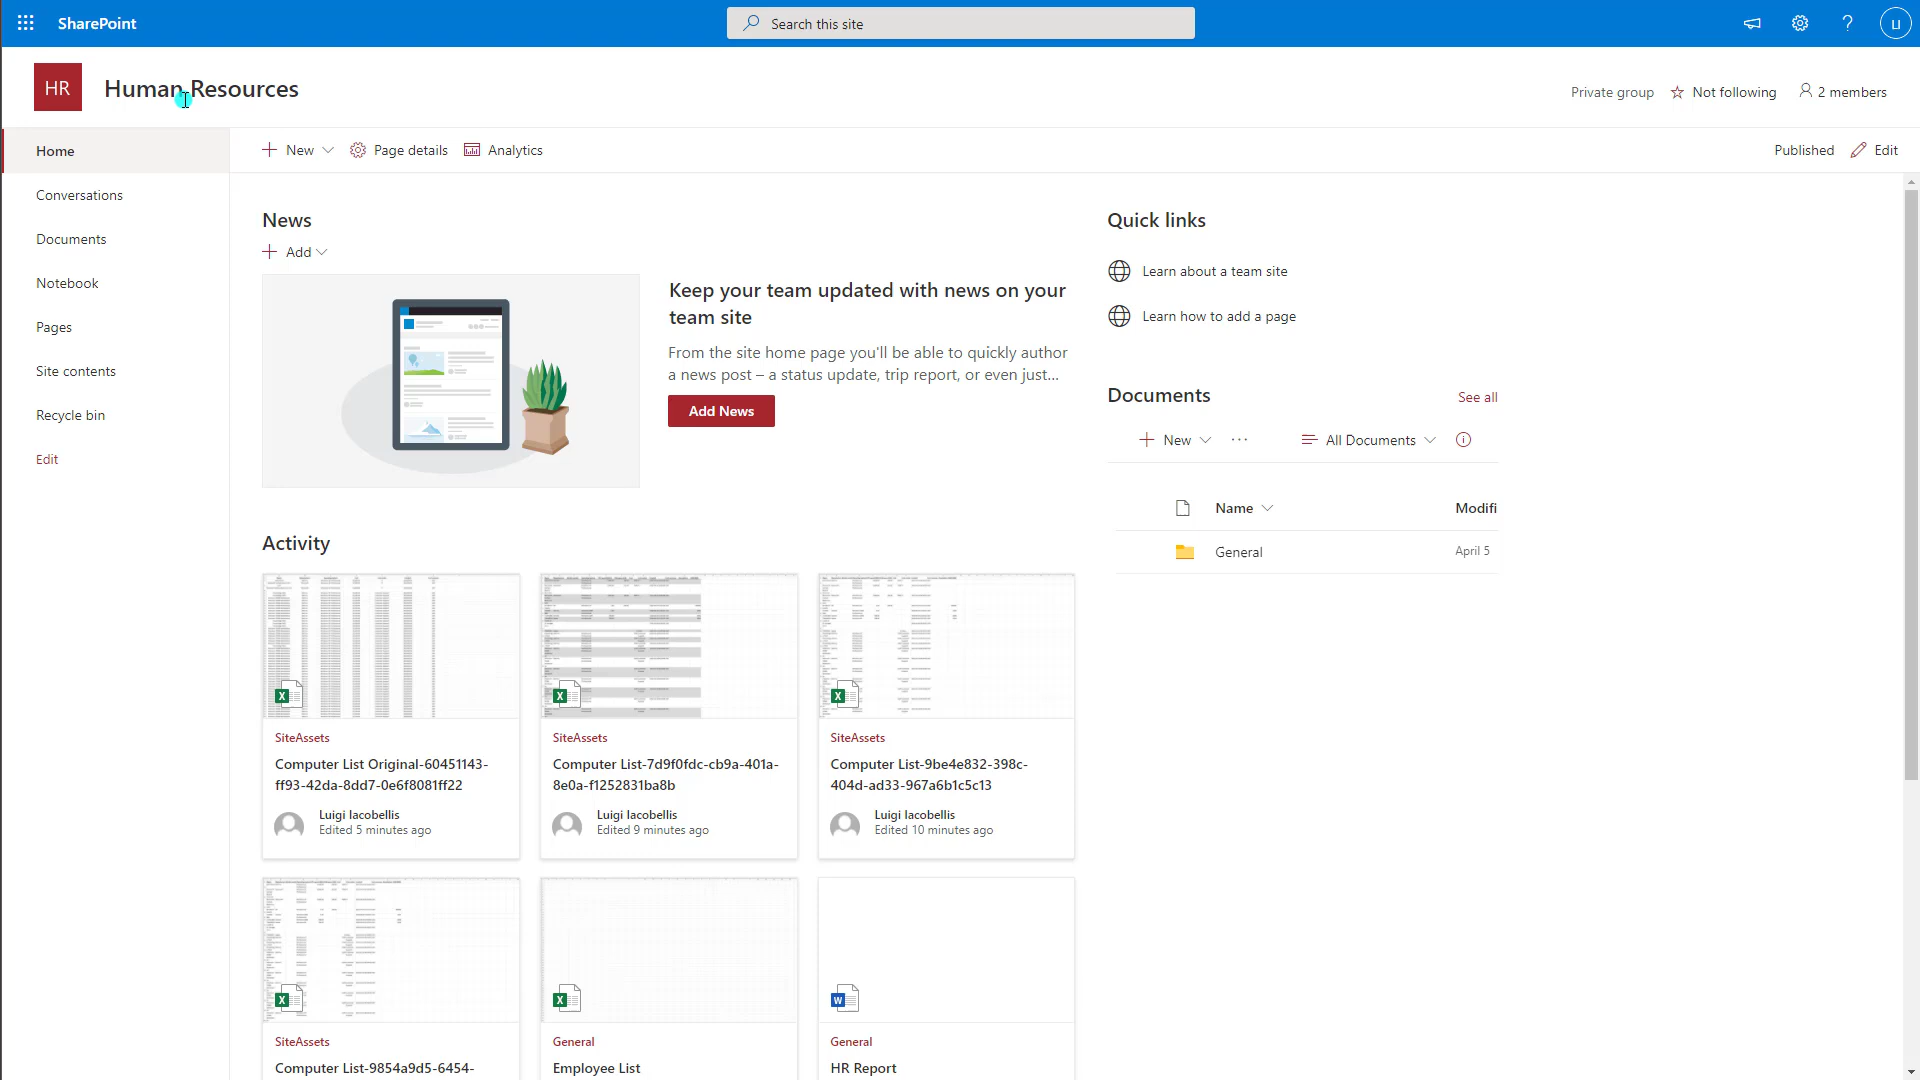 SharePoint
Search this site
u
HR
Human Resources
Private group
Not following
2 members
Home
Conversations
Documents
Notebook
Pages
Site contents
Recycle bin
Edit
New
Page details
Analytics
Published
Edit
News
Add
Keep your team updated with news on your
team site
From the site home page you'll be able to quickly author
a news post – a status update, trip report, or even just...
Add News
Quick links
Learn about a team site
Learn how to add a page
Documents
See all
New
All Documents
Name
Modifi
General
April 5
Activity
SiteAssets
Computer List Original-60451143-
ff93-42da-8dd7-0e6f8081ff22
Luigi Iacobellis
Edited 5 minutes ago
SiteAssets
Computer List-7d9f0fdc-cb9a-401a-
8e0a-f1252831ba8b
Luigi Iacobellis
Edited 9 minutes ago
SiteAssets
Computer List-9be4e832-398c-
404d-ad33-967a6b1c5c13
Luigi Iacobellis
Edited 10 minutes ago
SiteAssets
Computer List-9854a9d5-6454-
General
Employee List
General
HR Report